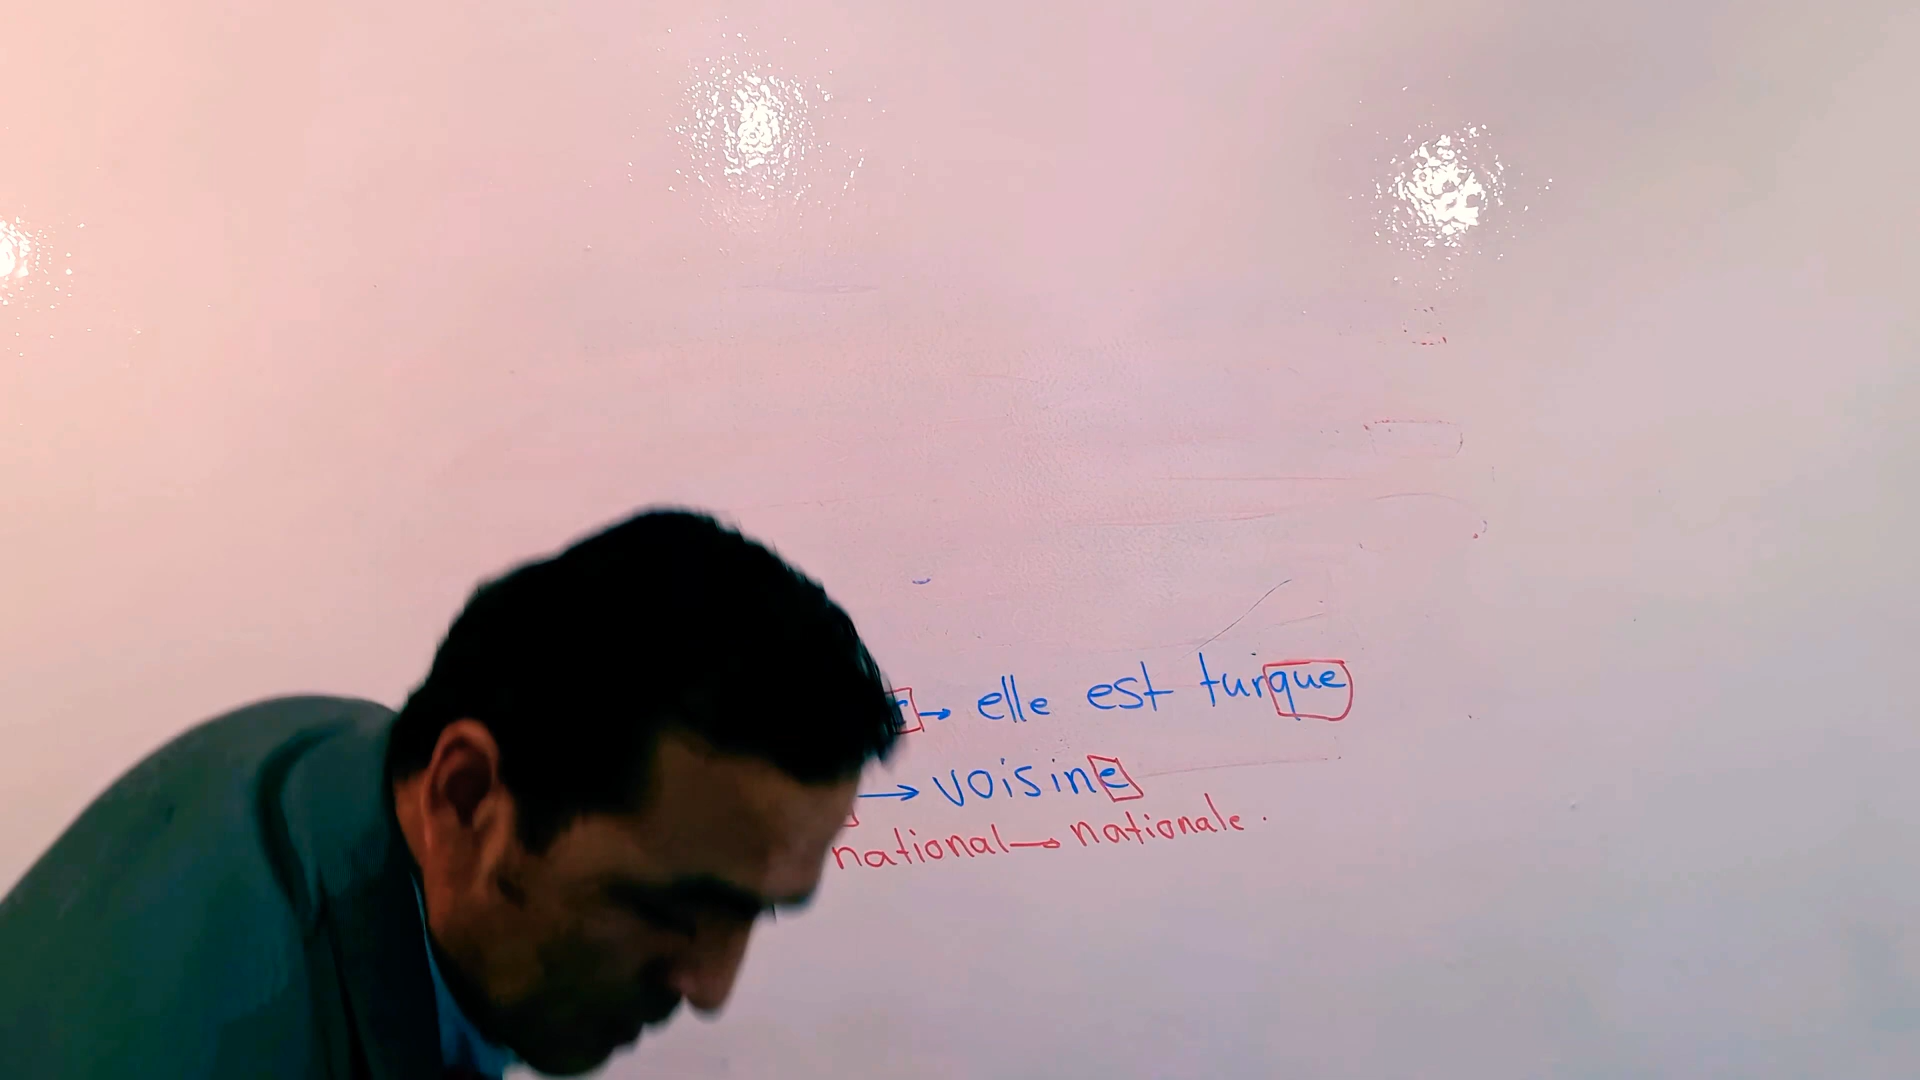 → elle est turque
→ voisine
national → nationale.